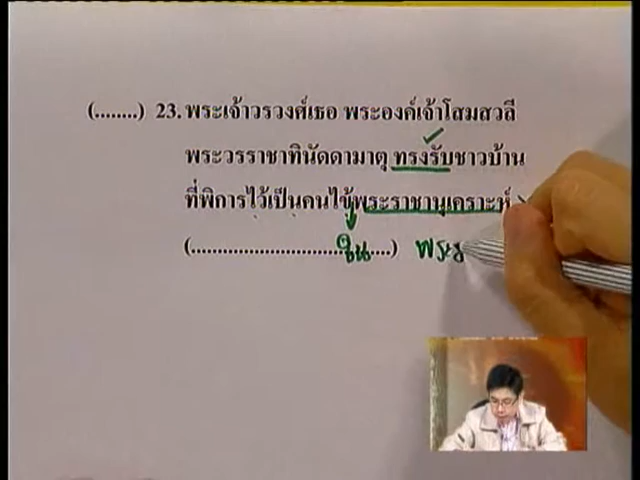 (........) 23. พระเจ้าวรวงศ์เธอ พระองค์เจ้าโสมสวลี
พระวรราชาทินัดดามาตุ ทรงรับชาวบ้าน
ที่พิการไว้เป็นคนไข้พระราชานุเคราะห์
(.................................ใน....) พระร